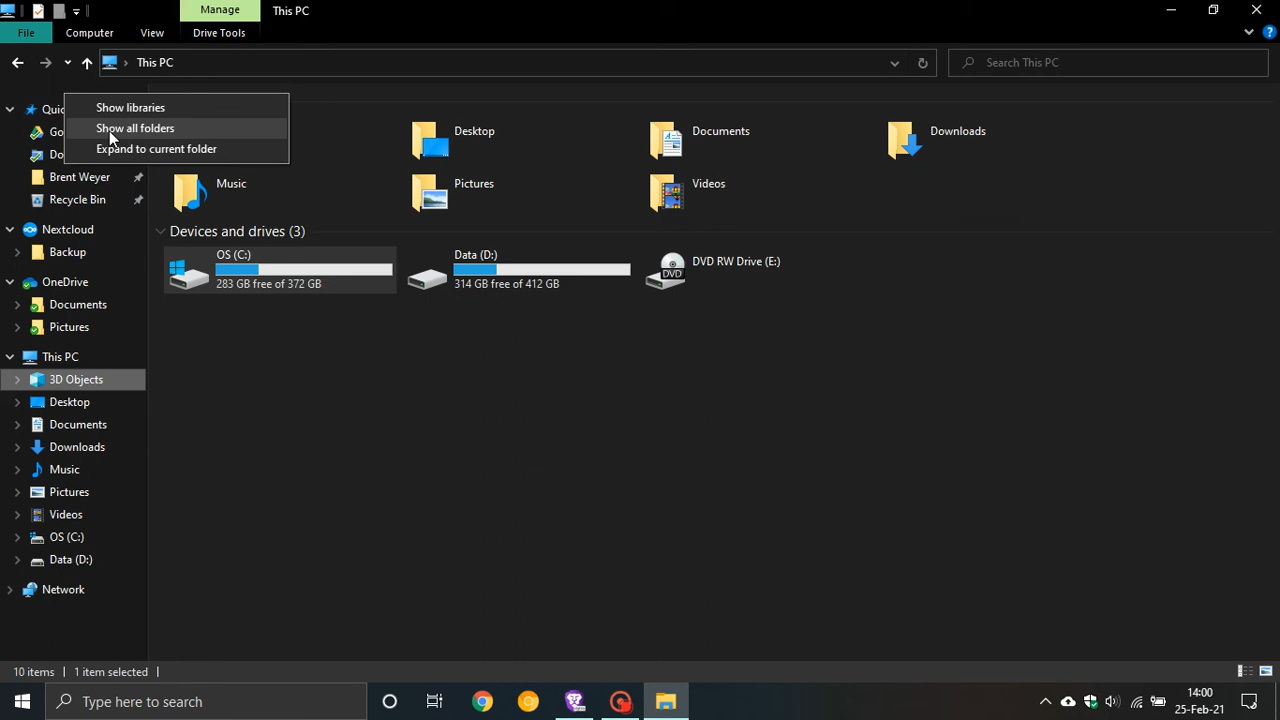 Manage
This PC
File
Computer
View
Drive Tools
This PC
Search This PC
Show libraries
Show all folders
Expand to current folder
Brent Weyer
Recycle Bin
Nextcloud
Backup
OneDrive
Documents
Pictures
This PC
3D Objects
Desktop
Documents
Downloads
Music
Pictures
Videos
OS (C:)
Data (D:)
Network
Desktop
Documents
Downloads
Music
Pictures
Videos
Devices and drives (3)
OS (C:)
283 GB free of 372 GB
Data (D:)
314 GB free of 412 GB
DVD
DVD RW Drive (E:)
10 items
1 item selected
Type here to search
14:00
25-Feb-21